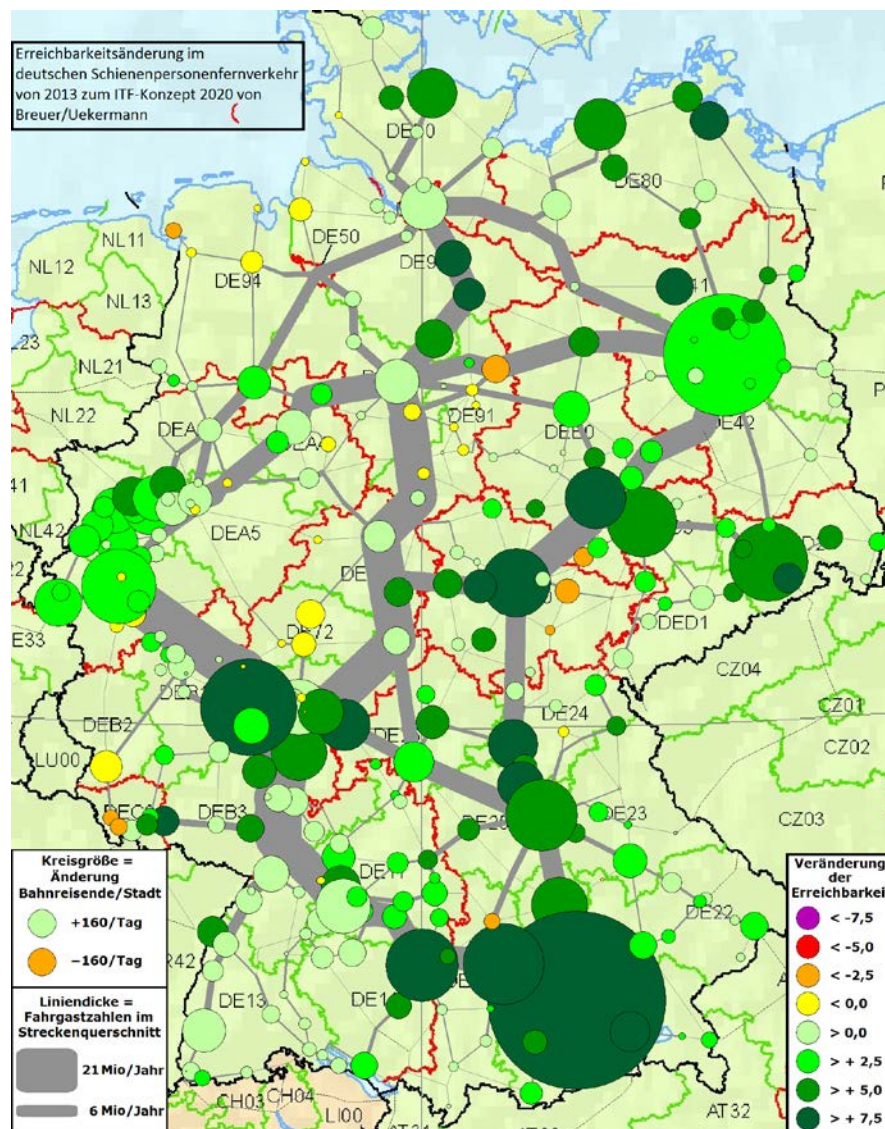 Erreichbarkeitsänderung im
deutschen Schienenpersonenfernverkehr
von 2013 zum ITF-Konzept 2020 von
Breuer/Uekermann
DE80
NL11
NL12
DE50
DE94
NL13
NL21
NL22
DEA
DE91
DEE0
DE42
NL42
DEA5
DE72
DED1
CZ04
CZ01
CZ02
DEB2
DE24
LU00
DEB3
DE23
CZ03
DE22
DE13
CH03
CH04
LI00
AT32
Kreisgröße =
Änderung
Bahnreisende/Stadt
+160/Tag
−160/Tag
Liniendicke =
Fahrgastzahlen im
Streckenquerschnitt
21 Mio/Jahr
6 Mio/Jahr
Veränderung
der
Erreichbarkei
< -7,5
< -5,0
< -2,5
< 0,0
> 0,0
> + 2,5
> + 5,0
> + 7,5